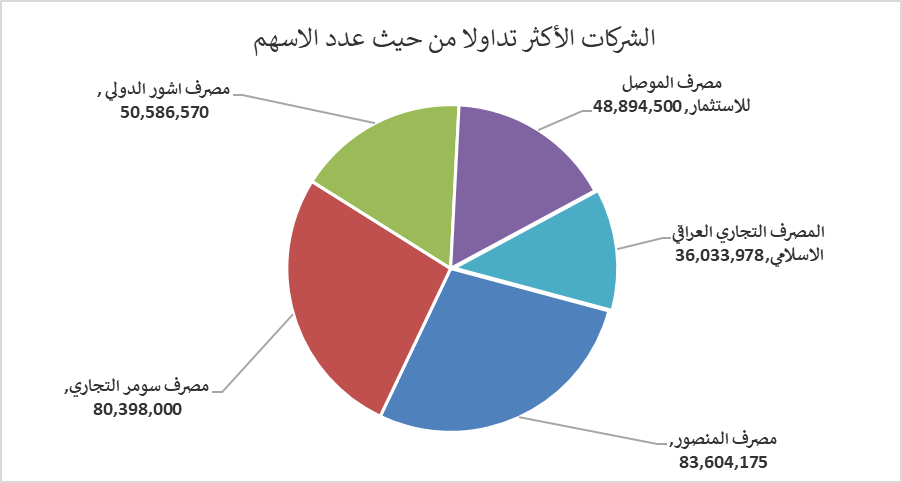 الشركات الأكثر تداولا من حيث عدد الاسهم
مصرف الموصل
للاستثمار, 48,894,500
مصرف اشور الدولي ,
50,586,570
المصرف التجاري العراقي
الاسلامي, 36,033,978
مصرف سومر التجاري,
80,398,000
مصرف المنصور,
83,604,175